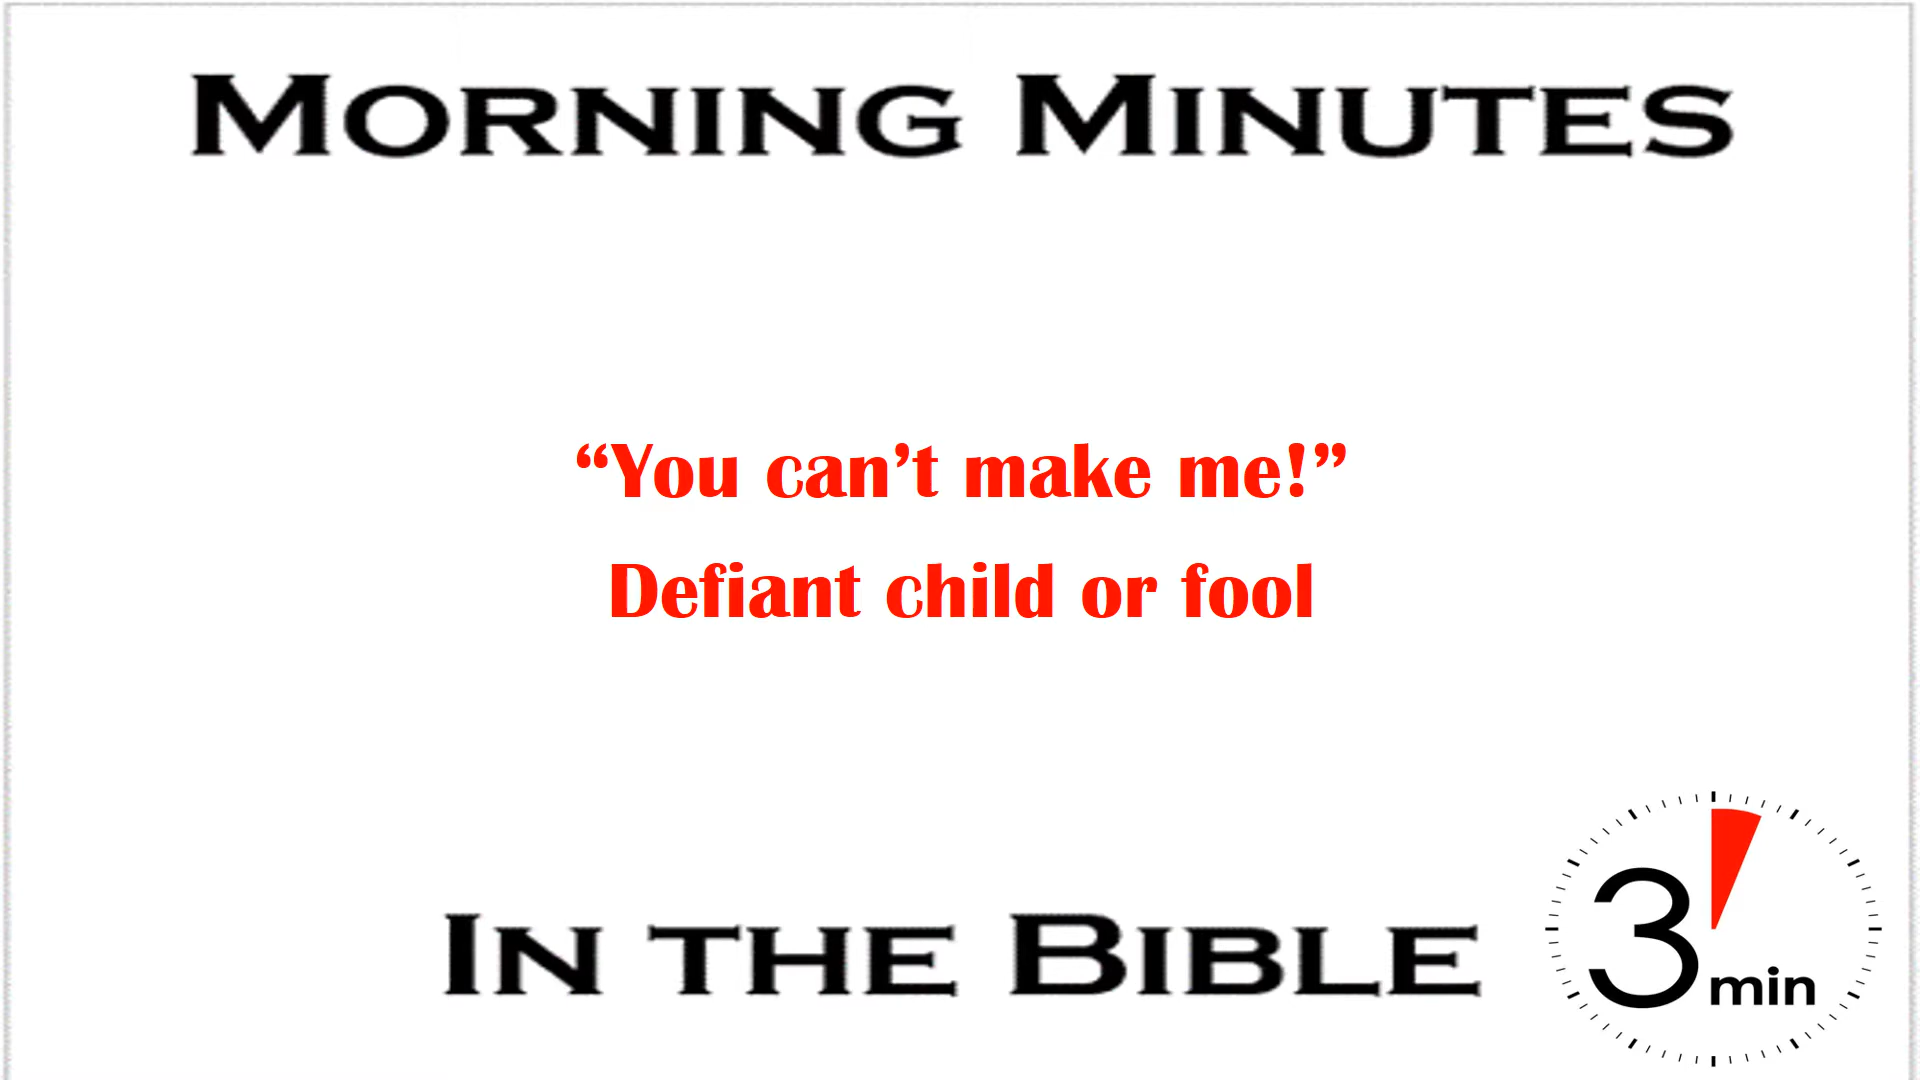 MORNING MINUTES
“You can’t make me!”
Defiant child or fool
IN THE BIBLE
3 min